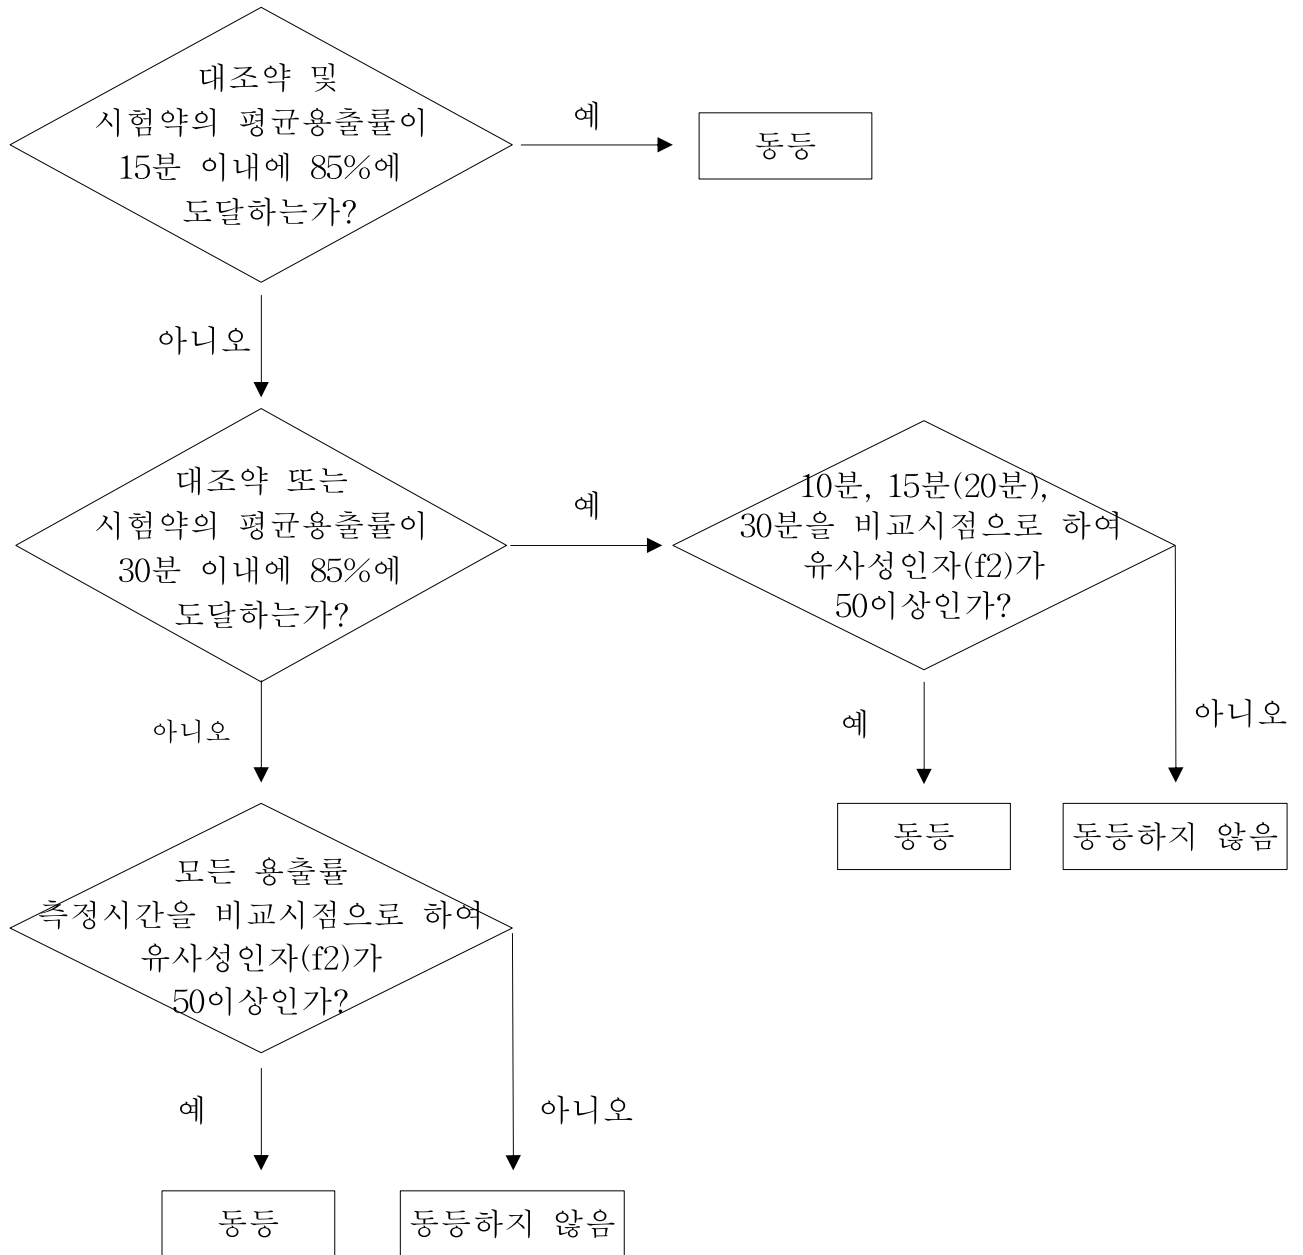 대조약 및
시험약의 평균용출률이
15분 이내에 85%에
도달하는가?
예
동등
아니오
대조약 또는
시험약의 평균용출률이
30분 이내에 85%에
도달하는가?
예
10분, 15분(20분),
30분을 비교시점으로 하여
유사성인자(f2)가
50이상인가?
아니오
예
아니오
동등
동등하지 않음
모든 용출률
측정시간을 비교시점으로 하여
유사성인자(f2)가
50이상인가?
예
아니오
동등
동등하지 않음